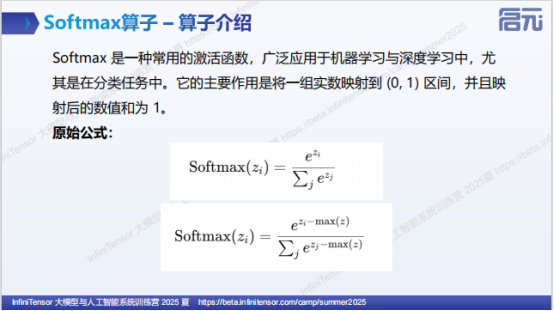 Softmax算子 – 算子介绍
启元
Softmax 是一种常用的激活函数，广泛应用于机器学习与深度学习中，尤
其是在分类任务中。它的主要作用是将一组实数映射到 (0, 1) 区间，并且映
射后的数值和为 1。
原始公式：
Softmax(z_i) = e^{z_i} / ∑_j e^{z_j}
Softmax(z_i) = e^{z_i−max(z)} / ∑_j e^{z_j−max(z)}
InfiniTensor 大模型与人工智能系统训练营 2025 夏 https://beta.infinitensor.com/camp/summer2025